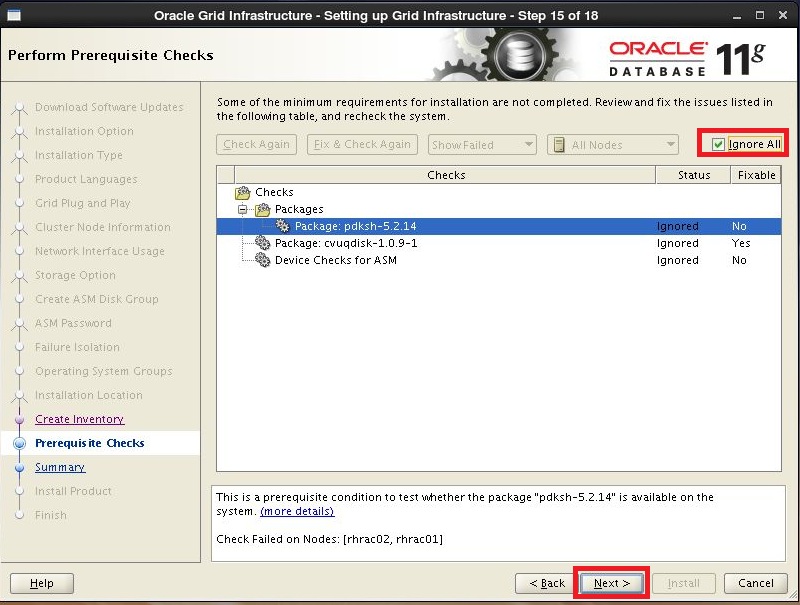 Oracle Grid Infrastructure - Setting up Grid Infrastructure - Step 15 of 18
Perform Prerequisite Checks
ORACLE
DATABASE 11g
Download Software Updates
Installation Option
Installation Type
Product Languages
Grid Plug and Play
Cluster Node Information
Network Interface Usage
Storage Option
Create ASM Disk Group
ASM Password
Failure Isolation
Operating System Groups
Installation Location
Create Inventory
Prerequisite Checks
Summary
Install Product
Finish
Some of the minimum requirements for installation are not completed. Review and fix the issues listed in
the following table, and recheck the system.
Check Again Fix & Check Again Show Failed All Nodes Ignore All
Checks Status Fixable
Checks
Packages
Package: pdksh-5.2.14 Ignored No
Package: cvuqdisk-1.0.9-1 Ignored Yes
Device Checks for ASM Ignored No
This is a prerequisite condition to test whether the package "pdksh-5.2.14" is available on the
system. (more details)
Check Failed on Nodes: [rhrac02, rhrac01]
Help < Back Next > Install Cancel